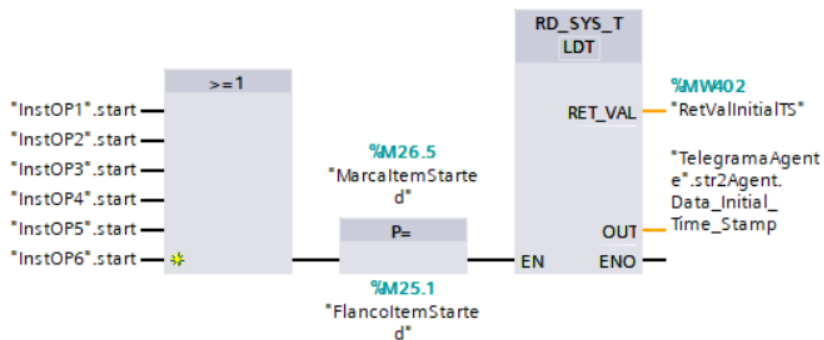 RD_SYS_T
LDT
>=1
%MW402
"InstOP1".start
RET_VAL
"RetValInitialTS"
"InstOP2".start
%M26.5
"InstOP3".start
"MarcaItemStarte
d"
"TelegramaAgent
e".str2Agent.
Data_Initial_
Time_Stamp
"InstOP4".start
"InstOP5".start
P=
OUT
"InstOP6".start
EN
ENO
%M25.1
"FlancoItemStarte
d"